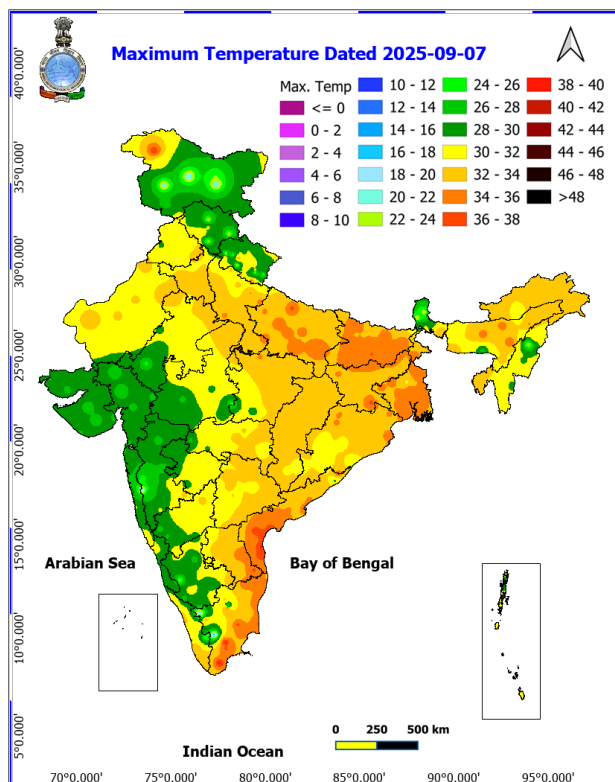 Maximum Temperature Dated 2025-09-07
Max. Temp
<= 0
0 - 2
2 - 4
4 - 6
6 - 8
8 - 10
10 - 12
12 - 14
14 - 16
16 - 18
18 - 20
20 - 22
22 - 24
24 - 26
26 - 28
28 - 30
30 - 32
32 - 34
34 - 36
36 - 38
38 - 40
40 - 42
42 - 44
44 - 46
46 - 48
>48
40°0.000'
35°0.000'
30°0.000'
25°0.000'
20°0.000'
15°0.000'
10°0.000'
5°0.000'
Arabian Sea
Bay of Bengal
0 250 500 km
Indian Ocean
70°0.000' 75°0.000' 80°0.000' 85°0.000' 90°0.000' 95°0.000'